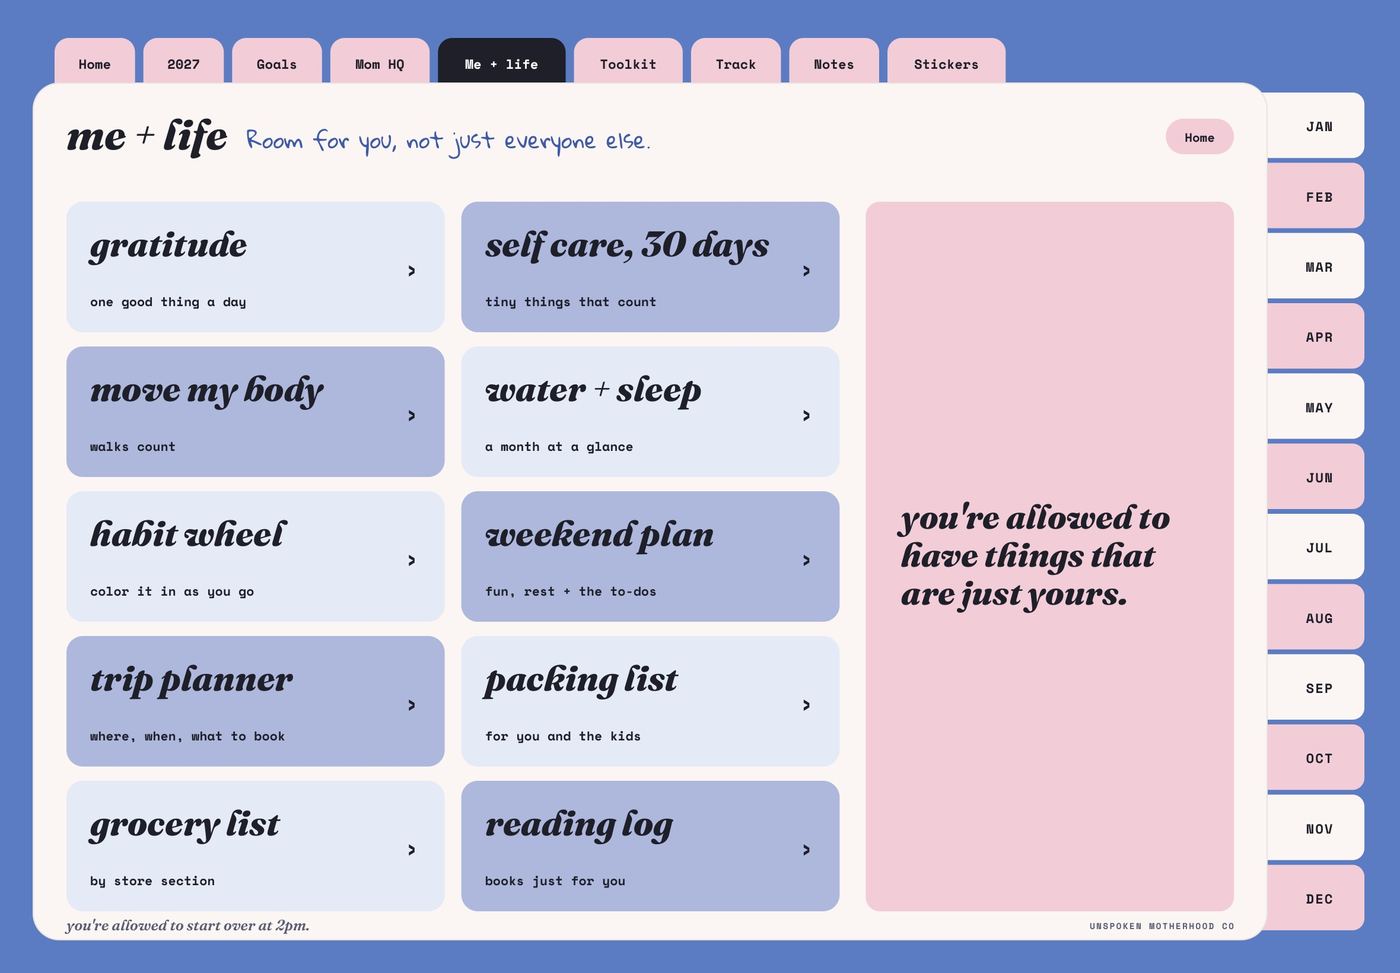 Home
2027
Goals
Mom HQ
Me + life
Toolkit
Track
Notes
Stickers
me + life
Room for you, not just everyone else.
Home
gratitude
one good thing a day
>
self care, 30 days
tiny things that count
>
move my body
walks count
>
water + sleep
a month at a glance
>
habit wheel
color it in as you go
>
weekend plan
fun, rest + the to-dos
>
trip planner
where, when, what to book
>
packing list
for you and the kids
>
grocery list
by store section
>
reading log
books just for you
>
you're allowed to
have things that
are just yours.
you're allowed to start over at 2pm.
UNSPOKEN MOTHERHOOD CO
JAN
FEB
MAR
APR
MAY
JUN
JUL
AUG
SEP
OCT
NOV
DEC